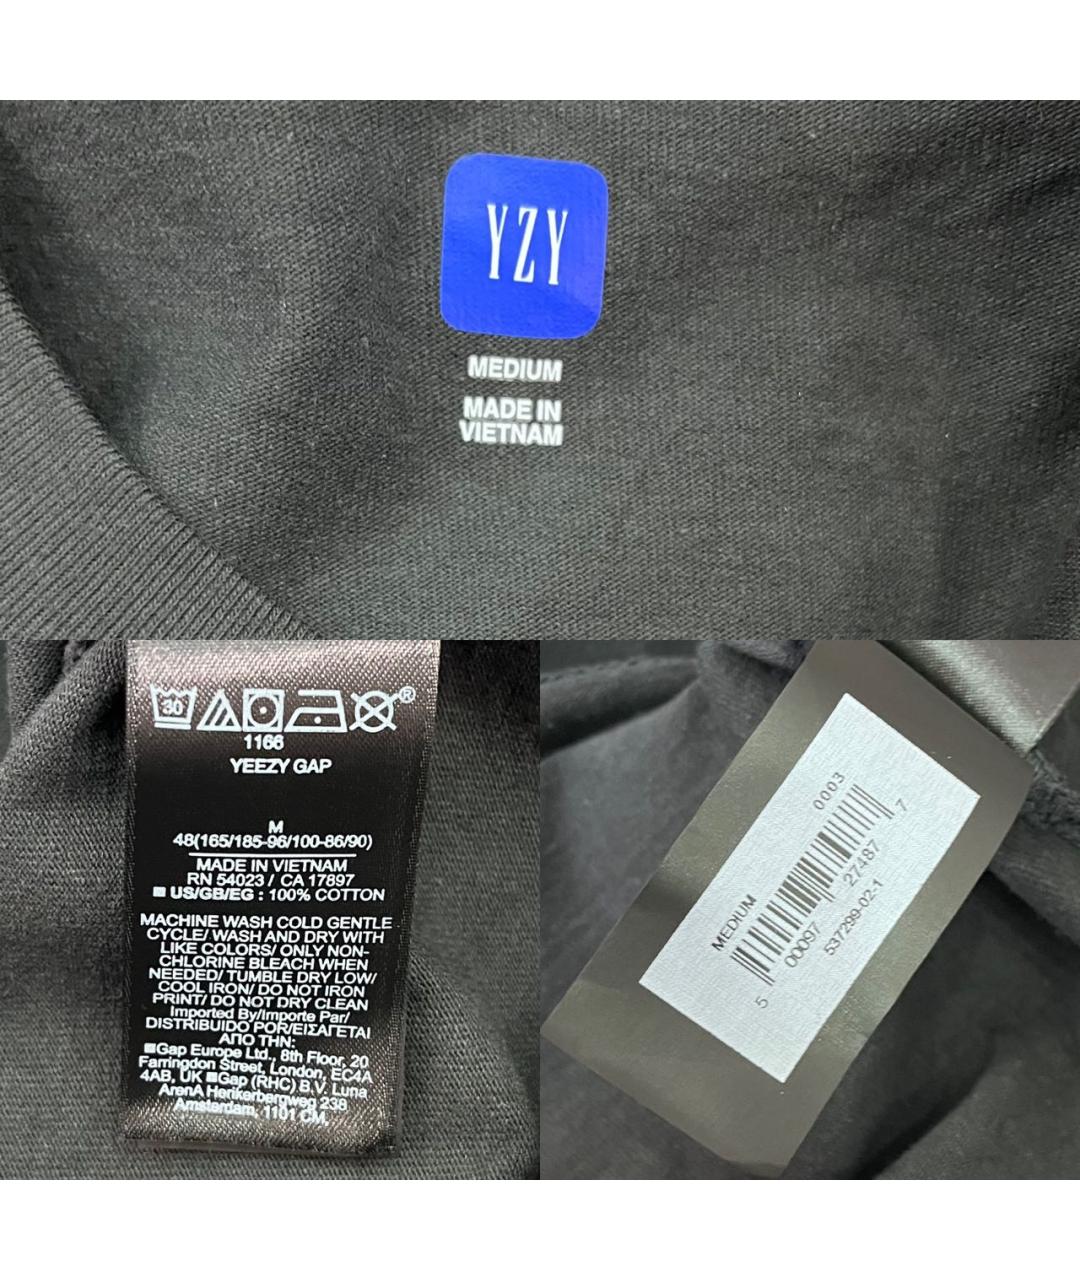 YZY
MEDIUM
MADE IN
VIETNAM
30
®
1166
YEEZY GAP
M
48(165/185-96/100-86/90)
MADE IN VIETNAM
RN 54023 / CA 17897
US/GB/EG : 100% COTTON
MACHINE WASH COLD GENTLE
CYCLE/ WASH AND DRY WITH
LIKE COLORS/ ONLY NON-
CHLORINE BLEACH WHEN
NEEDED/ TUMBLE DRY LOW/
COOL IRON/ DO NOT IRON
PRINT/ DO NOT DRY CLEAN
Imported By/Importe Par/
DISTRIBUIDO POR/ΕΙΣΑΓΕΤΑΙ
ΑΠΟ ΤΗΝ:
Gap Europe Ltd., 8th Floor, 20
Farringdon Street, London, EC4A
4AB, UK Gap (RHC) B.V. Luna
ArenA Herikerbergweg 238
Amsterdam, 1101 CM,
MEDIUM 0003
5 00097 27487 7
537299-02-1